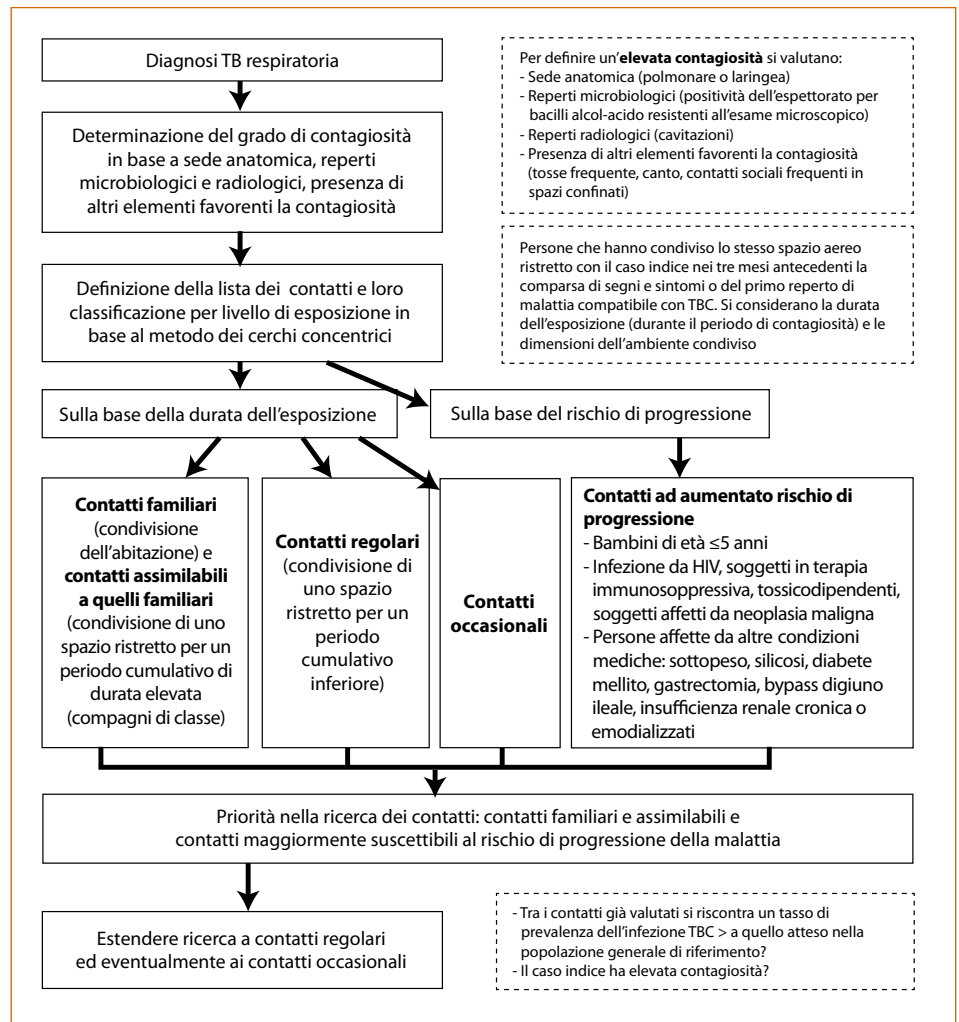 Diagnosi TB respiratoria
Per definire un'elevata contagiosità si valutano:
- Sede anatomica (polmonare o laringea)
- Reperti microbiologici (positività dell'espettorato per
bacilli alcol-acido resistenti all'esame microscopico)
- Reperti radiologici (cavitazioni)
- Presenza di altri elementi favorenti la contagiosità
(tosse frequente, canto, contatti sociali frequenti in
spazi confinati)
Determinazione del grado di contagiosità
in base a sede anatomica, reperti
microbiologici e radiologici, presenza di
altri elementi favorenti la contagiosità
Persone che hanno condiviso lo stesso spazio aereo
ristretto con il caso indice nei tre mesi antecedenti la
comparsa di segni e sintomi o del primo reperto di
malattia compatibile con TBC. Si considerano la durata
dell'esposizione (durante il periodo di contagiosità) e le
dimensioni dell'ambiente condiviso
Definizione della lista dei contatti e loro
classificazione per livello di esposizione in
base al metodo dei cerchi concentrici
Sulla base della durata dell'esposizione
Sulla base del rischio di progressione
Contatti familiari
(condivisione
dell'abitazione) e
contatti assimilabili
a quelli familiari
(condivisione di uno
spazio ristretto per un
periodo cumulativo di
durata elevata
(compagni di classe)
Contatti regolari
(condivisione di
uno spazio
ristretto per un
periodo
cumulativo
inferiore)
Contatti
occasionali
Contatti ad aumentato rischio di
progressione
- Bambini di età ≤5 anni
- Infezione da HIV, soggetti in terapia
immunosoppressiva, tossicodipendenti,
soggetti affetti da neoplasia maligna
- Persone affette da altre condizioni
mediche: sottopeso, silicosi, diabete
mellito, gastrectomia, bypass digiuno
ileale, insufficienza renale cronica o
emodializzati
Priorità nella ricerca dei contatti: contatti familiari e assimilabili e
contatti maggiormente suscettibili al rischio di progressione della malattia
Estendere ricerca a contatti regolari
ed eventualmente ai contatti occasionali
- Tra i contatti già valutati si riscontra un tasso di
prevalenza dell'infezione TBC > a quello atteso nella
popolazione generale di riferimento?
- Il caso indice ha elevata contagiosità?